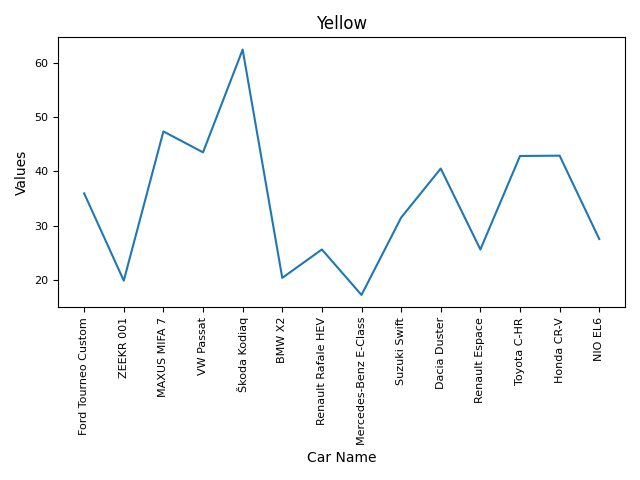 Yellow
Values
60
50
40
30
20
Ford Tourneo Custom
ZEEKR 001
MAXUS MIFA 7
VW Passat
Škoda Kodiaq
BMW X2
Renault Rafale HEV
Mercedes-Benz E-Class
Suzuki Swift
Dacia Duster
Renault Espace
Toyota C-HR
Honda CR-V
NIO EL6
Car Name